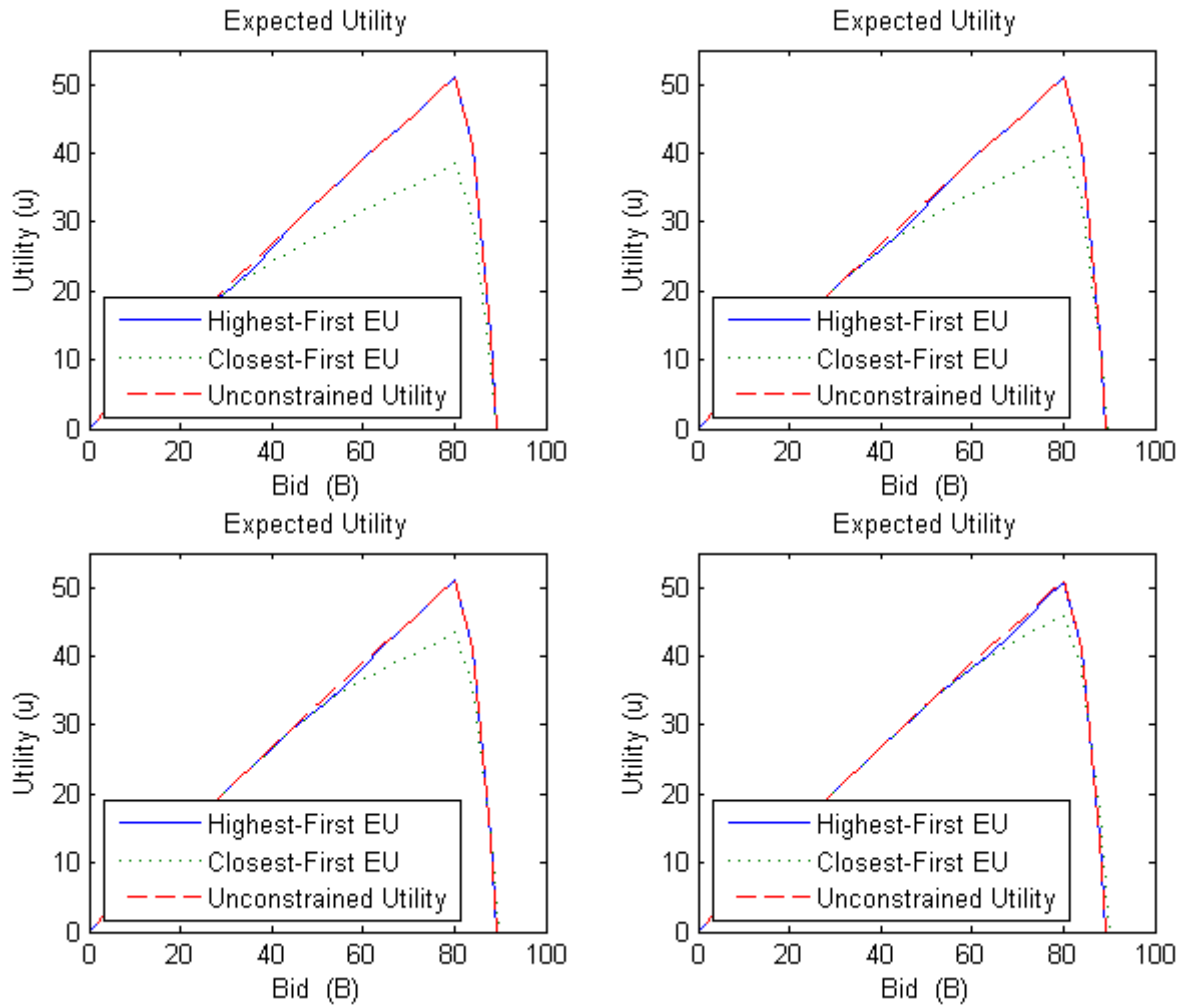 Expected Utility
50
40
30
20
10
0
Utility (u)
Highest-First EU
Closest-First EU
Unconstrained Utility
0 20 40 60 80 100
Bid (B)
Expected Utility
50
40
30
20
10
0
Utility (u)
Highest-First EU
Closest-First EU
Unconstrained Utility
0 20 40 60 80 100
Bid (B)
Expected Utility
50
40
30
20
10
0
Utility (u)
Highest-First EU
Closest-First EU
Unconstrained Utility
0 20 40 60 80 100
Bid (B)
Expected Utility
50
40
30
20
10
0
Utility (u)
Highest-First EU
Closest-First EU
Unconstrained Utility
0 20 40 60 80 100
Bid (B)